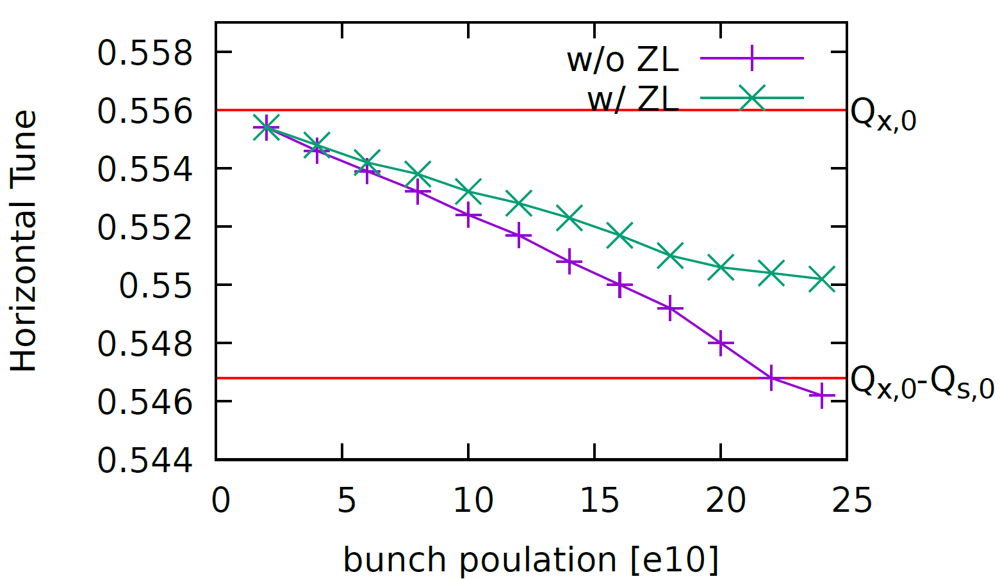 Horizontal Tune
0.558
0.556
0.554
0.552
0.55
0.548
0.546
0.544
w/o ZL
w/ ZL
Qx,0
Qx,0-Qs,0
0 5 10 15 20 25
bunch poulation [e10]